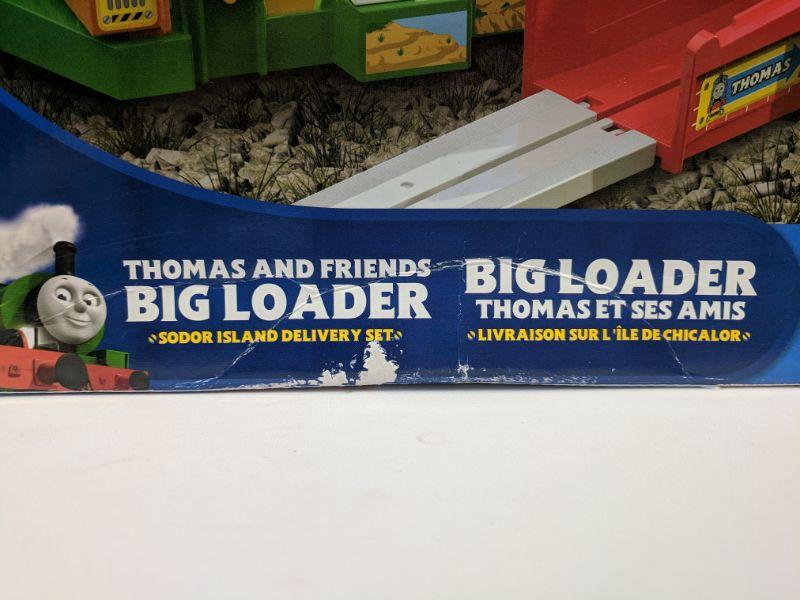 THOMAS
THOMAS AND FRIENDS
BIG LOADER
SODOR ISLAND DELIVERY SET
BIG LOADER
THOMAS ET SES AMIS
LIVRAISON SUR L'ÎLE DE CHICALOR